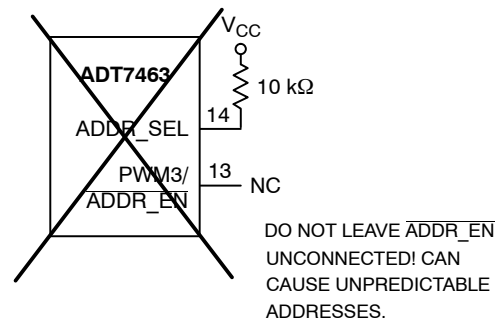 VCC
ADT7463
10 kΩ
14
ADDR_SEL
13
PWM3/
NC
ADDR_EN
DO NOT LEAVE ADDR_EN
UNCONNECTED! CAN
CAUSE UNPREDICTABLE
ADDRESSES.